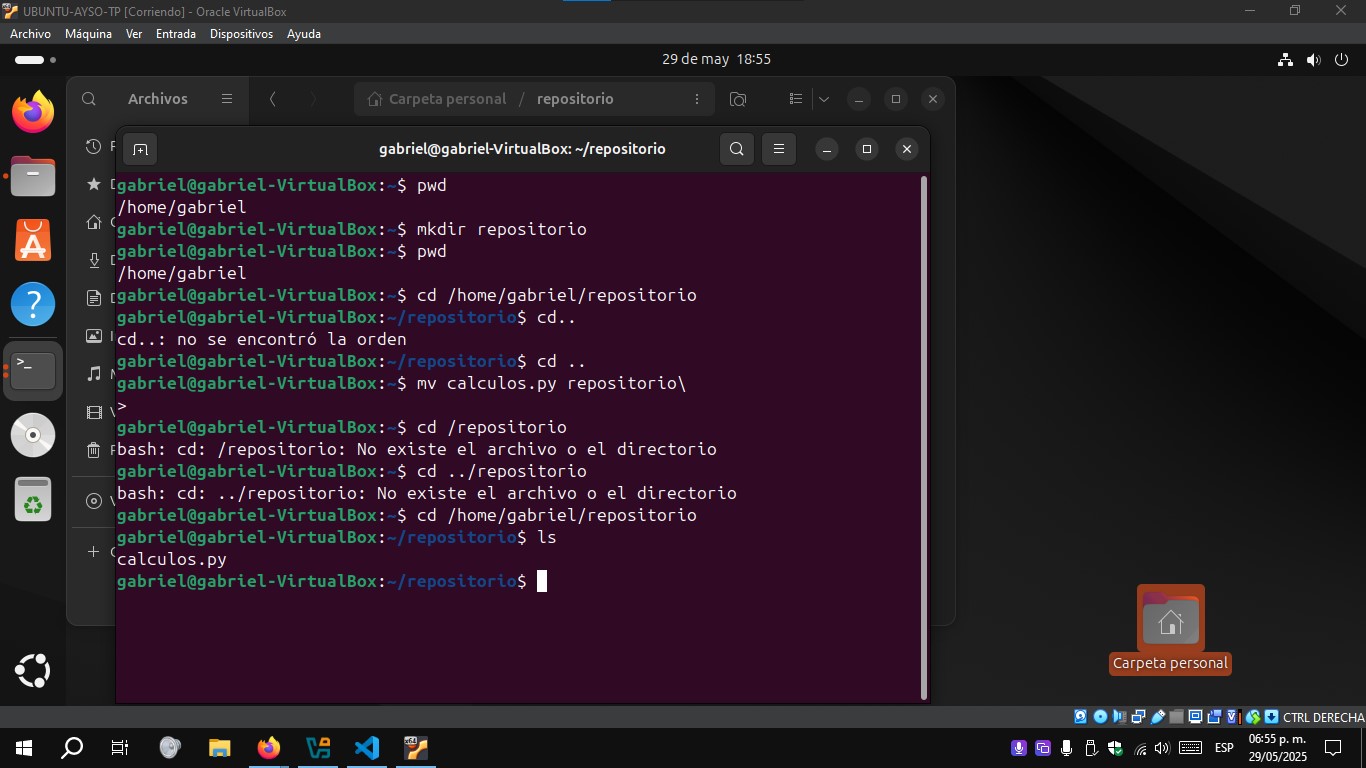 UBUNTU-AYSO-TP [Corriendo] - Oracle VirtualBox
Archivo Máquina Ver Entrada Dispositivos Ayuda
29 de may 18:55
Archivos
Carpeta personal / repositorio
gabriel@gabriel-VirtualBox: ~/repositorio
gabriel@gabriel-VirtualBox:~$ pwd
/home/gabriel
gabriel@gabriel-VirtualBox:~$ mkdir repositorio
gabriel@gabriel-VirtualBox:~$ pwd
/home/gabriel
gabriel@gabriel-VirtualBox:~$ cd /home/gabriel/repositorio
gabriel@gabriel-VirtualBox:~/repositorio$ cd..
cd..: no se encontró la orden
gabriel@gabriel-VirtualBox:~/repositorio$ cd ..
gabriel@gabriel-VirtualBox:~$ mv calculos.py repositorio\
>
gabriel@gabriel-VirtualBox:~$ cd /repositorio
bash: cd: /repositorio: No existe el archivo o el directorio
gabriel@gabriel-VirtualBox:~$ cd ../repositorio
bash: cd: ../repositorio: No existe el archivo o el directorio
gabriel@gabriel-VirtualBox:~$ cd /home/gabriel/repositorio
gabriel@gabriel-VirtualBox:~/repositorio$ ls
calculos.py
gabriel@gabriel-VirtualBox:~/repositorio$
Carpeta personal
CTRL DERECHA
ESP
06:55 p. m.
29/05/2025